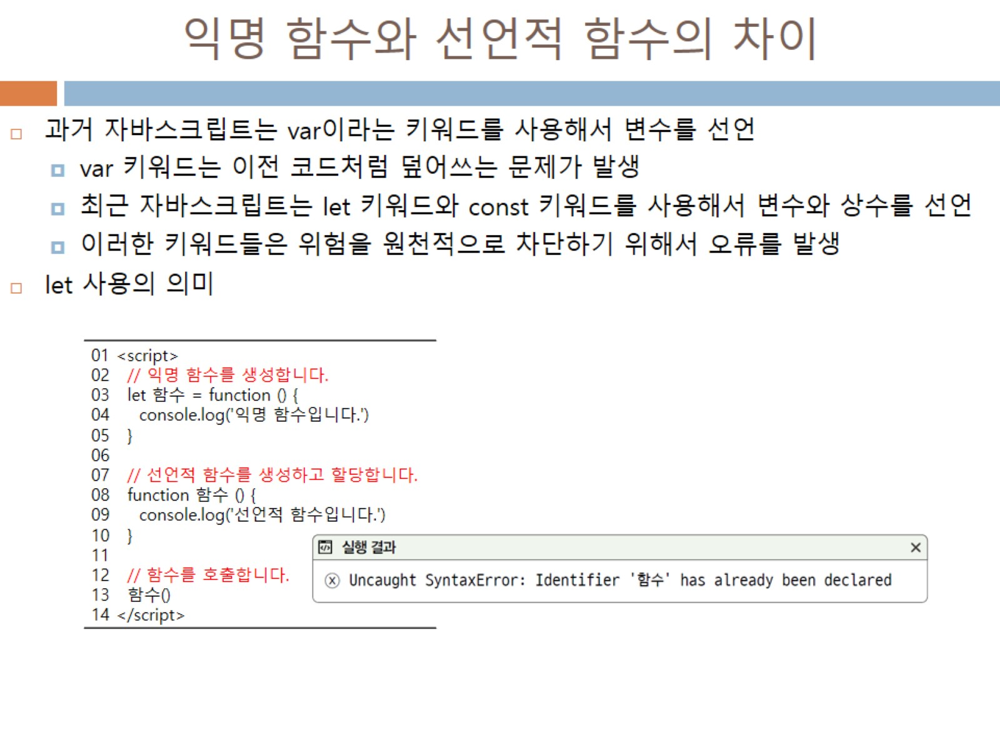 익명 함수와 선언적 함수의 차이
과거 자바스크립트는 var이라는 키워드를 사용해서 변수를 선언
var 키워드는 이전 코드처럼 덮어쓰는 문제가 발생
최근 자바스크립트는 let 키워드와 const 키워드를 사용해서 변수와 상수를 선언
이러한 키워드들은 위험을 원천적으로 차단하기 위해서 오류를 발생
let 사용의 의미
01 <script>
02 // 익명 함수를 생성합니다.
03 let 함수 = function () {
04 console.log('익명 함수입니다.')
05 }
06
07 // 선언적 함수를 생성하고 할당합니다.
08 function 함수 () {
09 console.log('선언적 함수입니다.')
10 }
11
12 // 함수를 호출합니다.
13 함수()
14 </script>
실행 결과
Uncaught SyntaxError: Identifier '함수' has already been declared